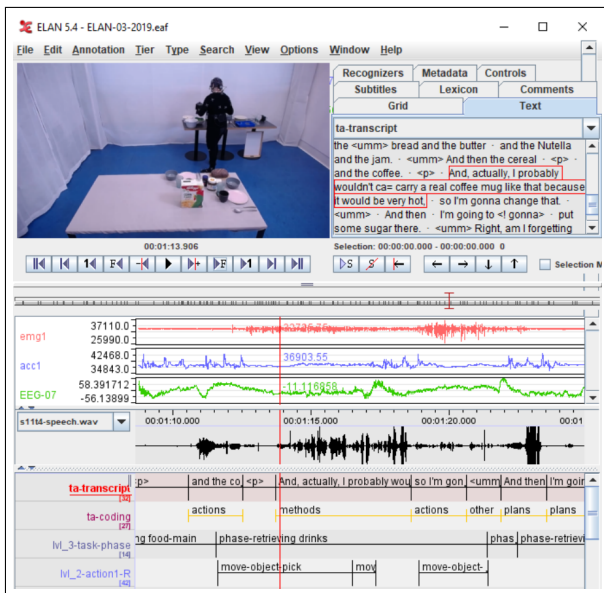 ELAN 5.4 - ELAN-03-2019.eaf
File Edit Annotation Tier Type Search View Options Window Help
Recognizers Metadata Controls
Subtitles Lexicon Comments
Grid Text
ta-transcript
the <umm> bread and the butter · and the Nutella
and the jam. · <umm> And then the cereal · <p> ·
and the coffee. · <p> · And, actually, I probably
wouldn't ca= carry a real coffee mug like that because
it would be very hot, · so I'm gonna change that. ·
<umm> · And then · I'm going to <! gonna> · put
some sugar there. · <umm> Right, am I forgetting
00:01:13.906
Selection: 00:00:00.000 - 00:00:00.000 0
Selection M
emg1 37110.0
25990.0
acc1 42468.0 36903.55
34843.0
EEG-07 58.391712 -11.116858
-56.13899
s11t4-speech.wav
00:01:10.000 00:01:15.000 00:01:20.000 00:01
ta-transcript [32] p> and the co <p> And, actually, I probably wou so I'm gon <umm And then I'm goin
ta-coding [27] actions methods actions other plans plans
lvl_3-task-phase [14] ng food-main phase-retrieving drinks phas phase-retrievi
lvl_2-action1-R [42] move-object-pick mov move-object-